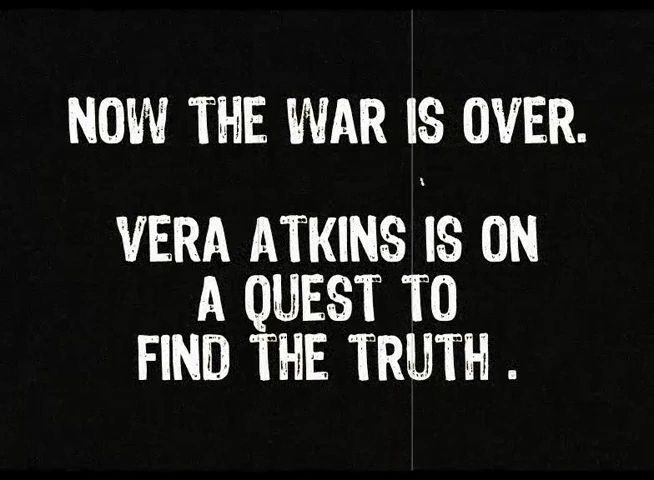 NOW THE WAR IS OVER.
VERA ATKINS IS ON
A QUEST TO
FIND THE TRUTH .